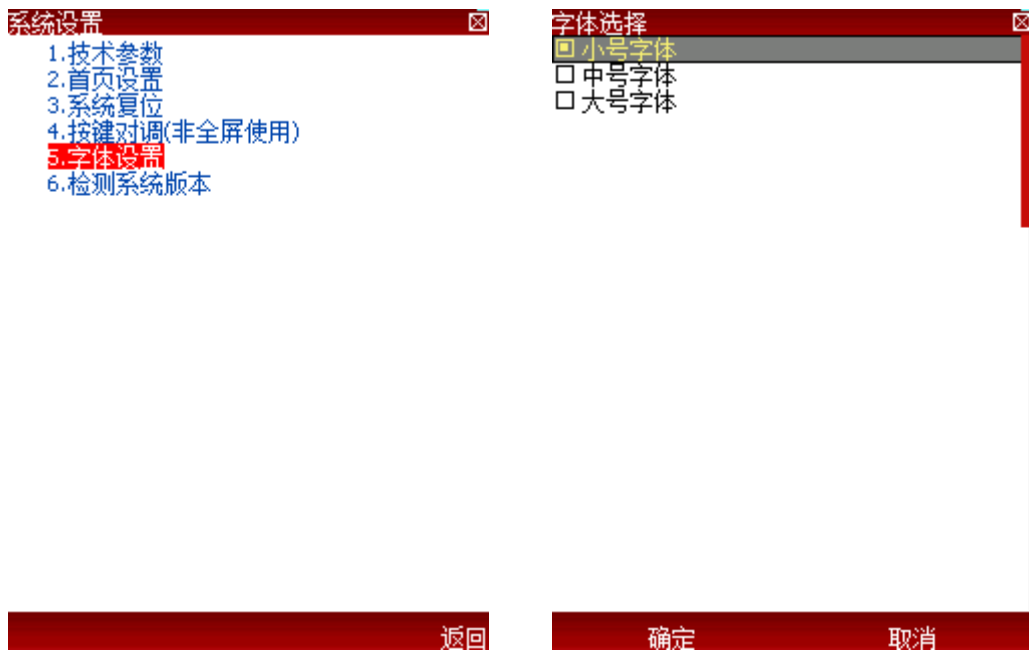 系统设置
1.技术参数
2.首页设置
3.系统复位
4.按键对调(非全屏使用)
5.字体设置
6.检测系统版本
返回
字体选择
小号字体
中号字体
大号字体
确定 取消